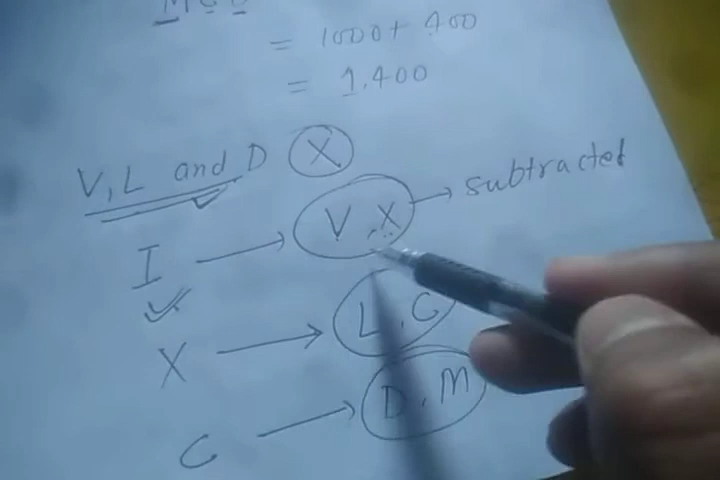 = 1000 + 400
= 1,400
V, L and D X
I → V, X → subtracted
X → L, C
C → D, M